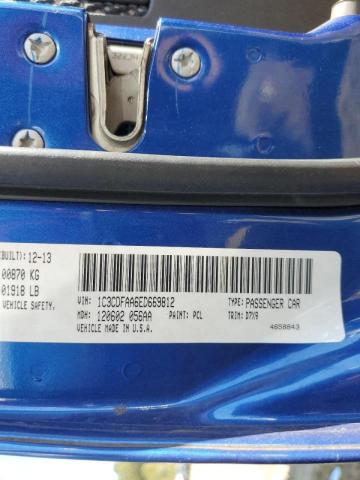 (BUILT): 12-13
00870 KG
01918 LB
VEHICLE SAFETY,
VIN: 1C3CDFAA6ED669812 TYPE: PASSENGER CAR
MDH: 120602 056AA PAINT: PCL TRIM: D7X9
VEHICLE MADE IN U.S.A. 4658843